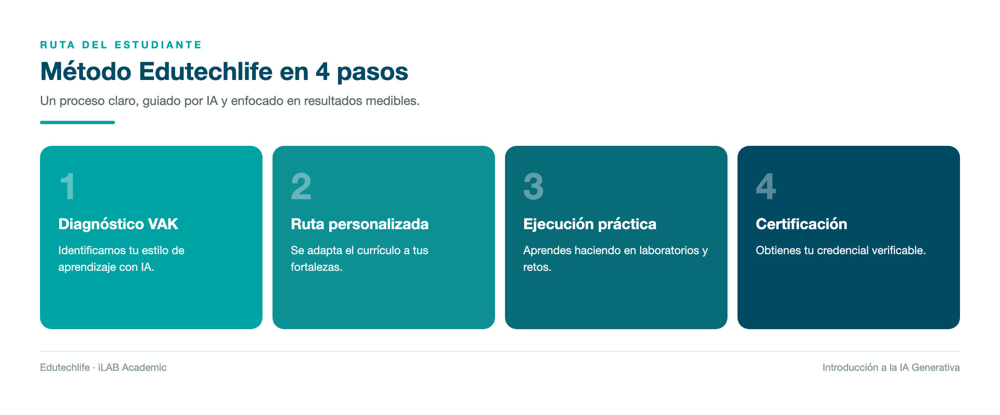 RUTA DEL ESTUDIANTE
Método Edutechlife en 4 pasos
Un proceso claro, guiado por IA y enfocado en resultados medibles.
1
Diagnóstico VAK
Identificamos tu estilo de
aprendizaje con IA.
2
Ruta personalizada
Se adapta el currículo a tus
fortalezas.
3
Ejecución práctica
Aprendes haciendo en laboratorios y
retos.
4
Certificación
Obtienes tu credencial verificable.
Edutechlife · iLAB Academic
Introducción a la IA Generativa